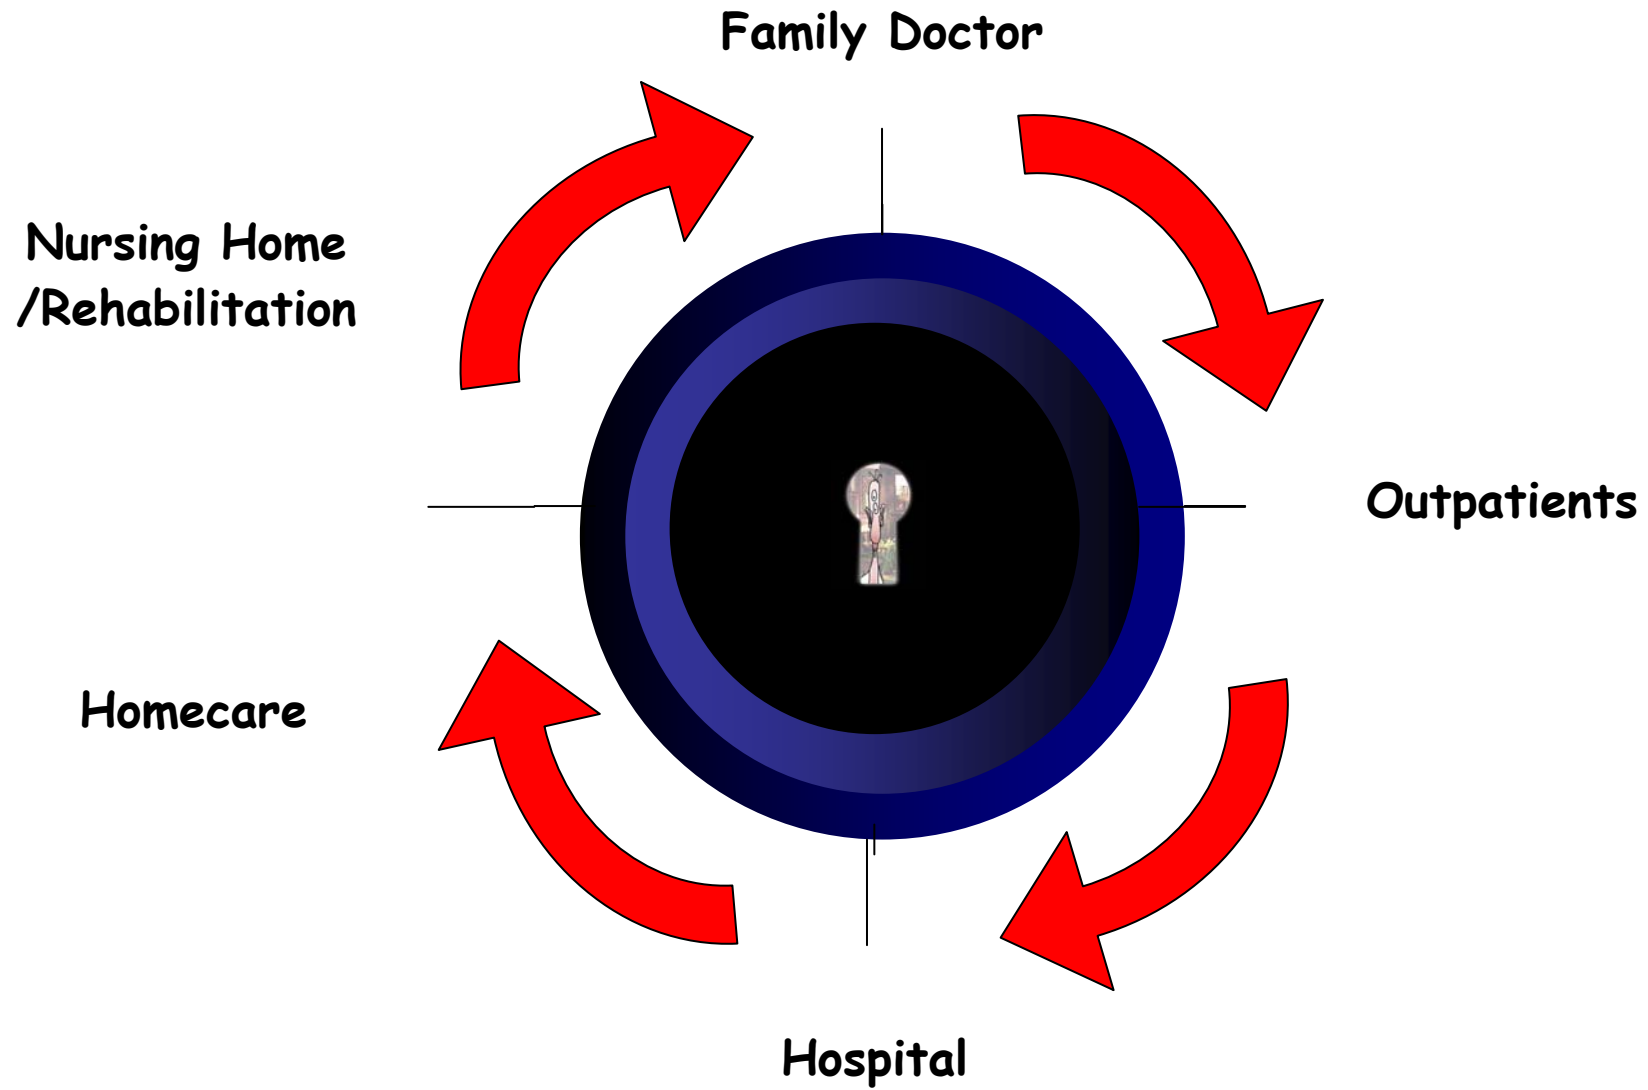 Family Doctor
Nursing Home
/Rehabilitation
Outpatients
Homecare
Hospital